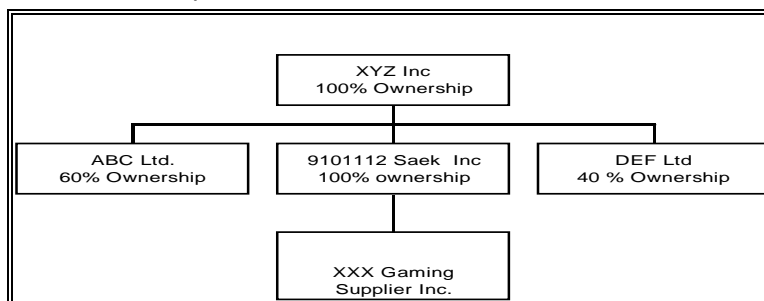 XYZ Inc
100% Ownership
ABC Ltd.
60% Ownership
9101112 Saek  Inc
100% ownership
DEF Ltd
40 % Ownership
XXX Gaming
Supplier Inc.